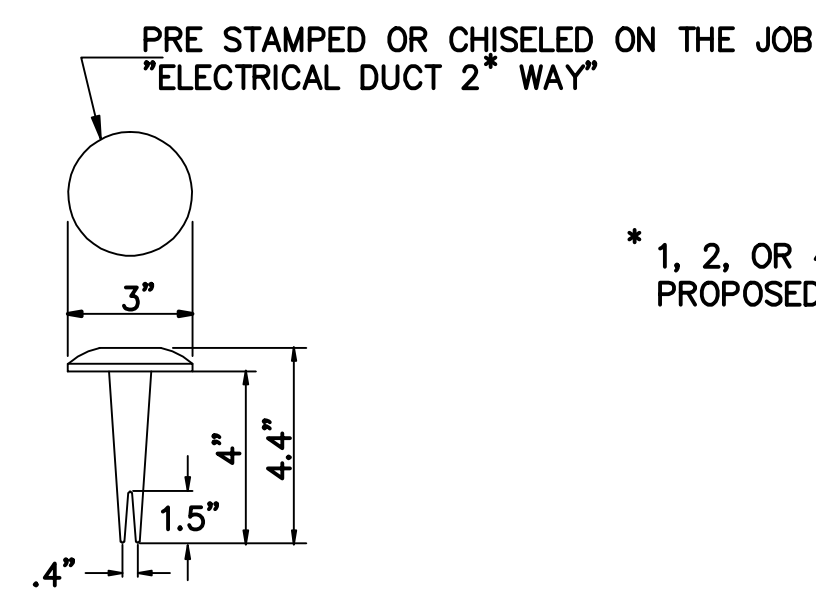 PRE STAMPED OR CHISELED ON THE JOB
"ELECTRICAL DUCT 2* WAY"
* 1, 2, OR
PROPOSED
3"
4"
4.4"
1.5"
.4"